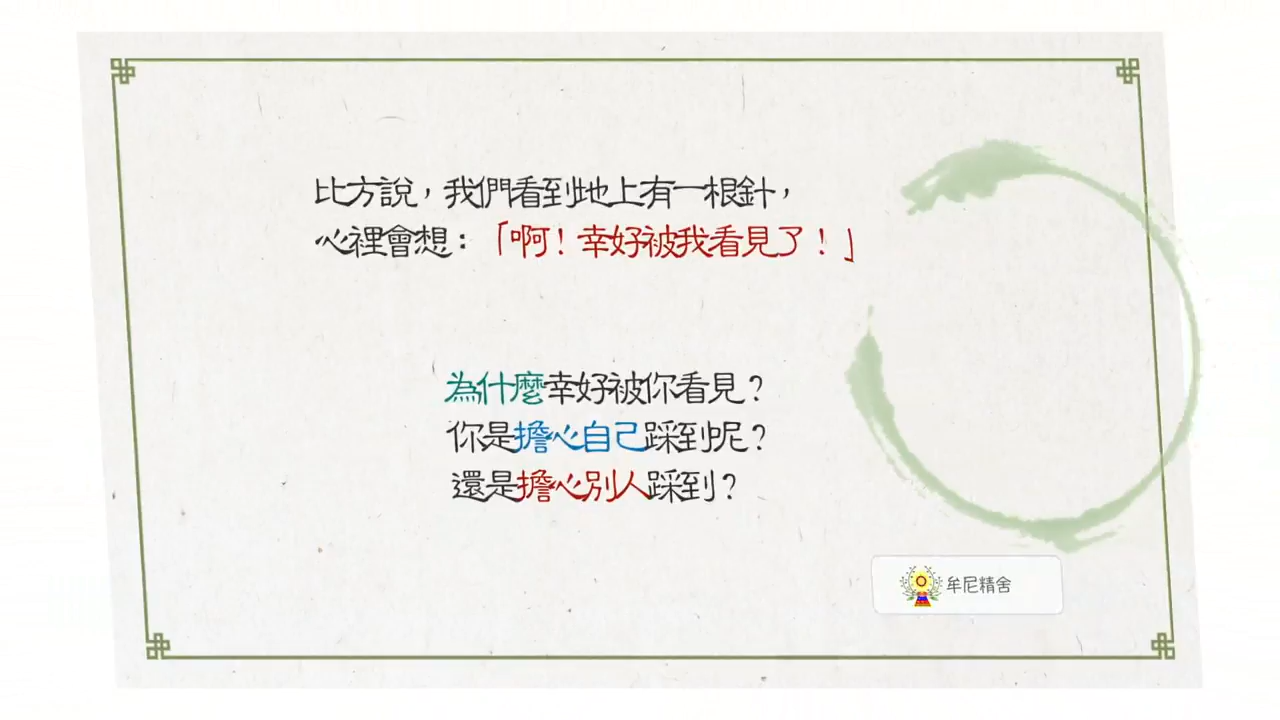 比方說，我們看到地上有一根針，
心裡會想：「啊！幸好被我看見了！」
為什麼幸好被你看見？
你是擔心自己踩到呢？
還是擔心別人踩到？
牟尼精舍